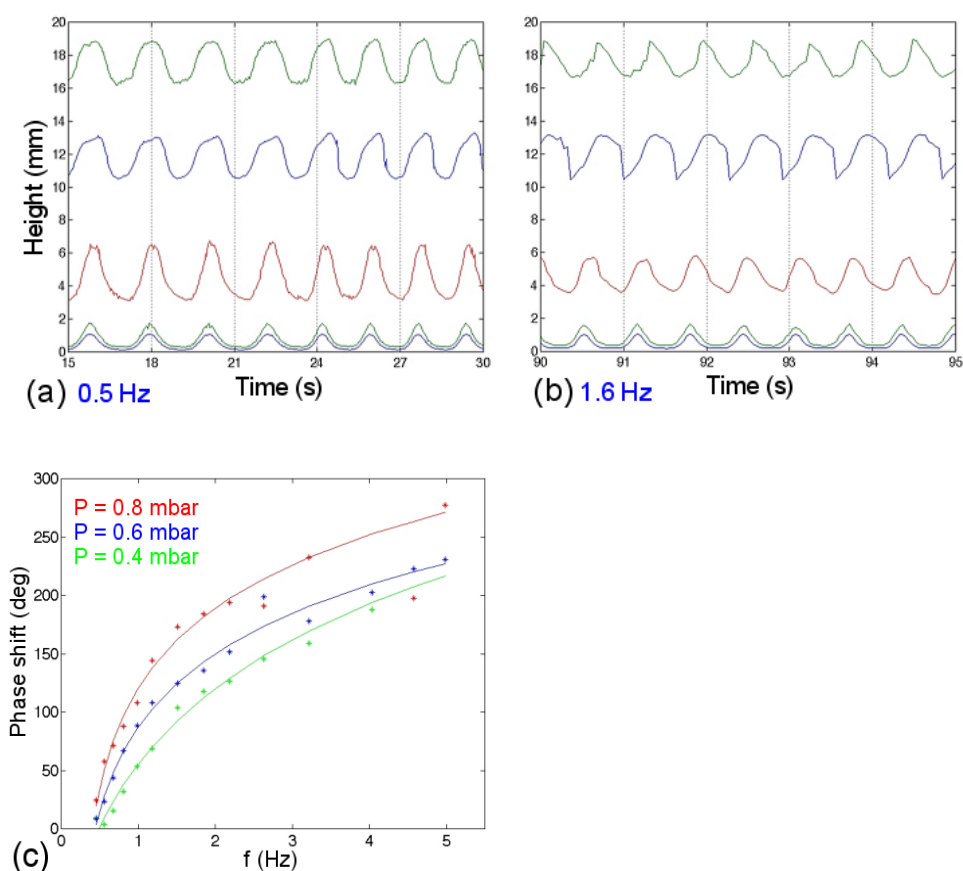 20
18
16
14
12
10
8
6
4
2
0
Height (mm)
15 18 21 24 27 30
Time (s)
(a) 0.5 Hz
20
18
16
14
12
10
8
6
4
2
0
90 91 92 93 94 95
Time (s)
(b) 1.6 Hz
300
250
200
150
100
50
0
Phase shift (deg)
P = 0.8 mbar
P = 0.6 mbar
P = 0.4 mbar
0 1 2 3 4 5
f (Hz)
(c)